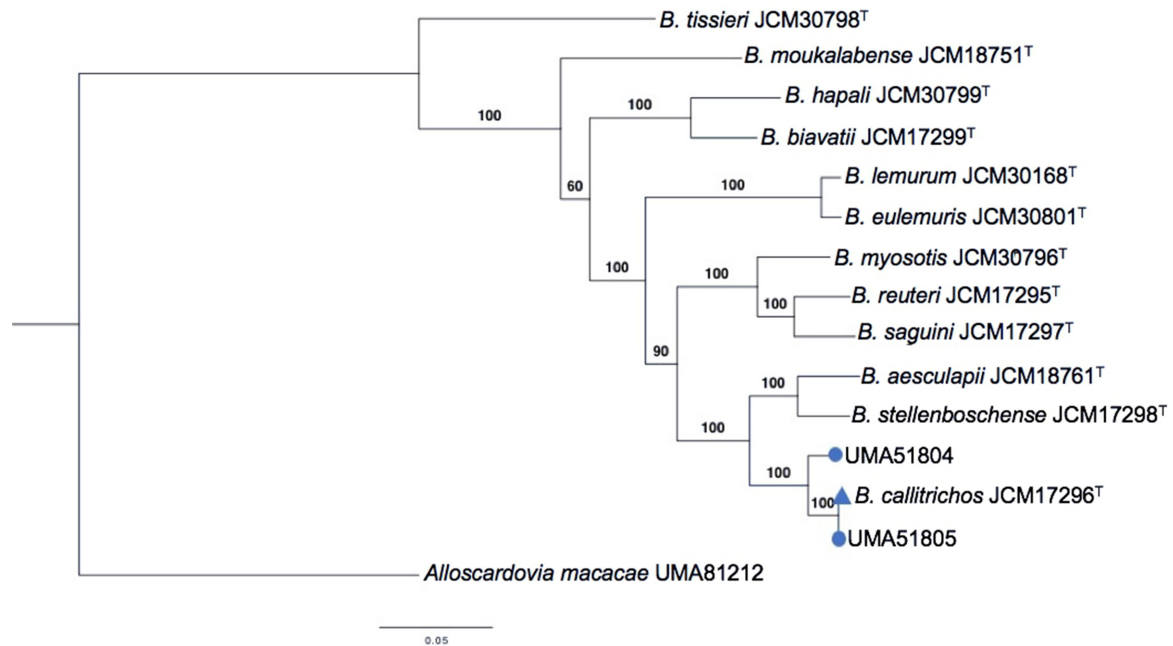 B. tissieri JCM30798ᵀ
B. moukalabense JCM18751ᵀ
B. hapali JCM30799ᵀ
100
100
B. biavatii JCM17299ᵀ
B. lemurum JCM30168ᵀ
100
60
B. eulemuris JCM30801ᵀ
B. myosotis JCM30796ᵀ
100
100
B. reuteri JCM17295ᵀ
100
B. saguini JCM17297ᵀ
90
B. aesculapii JCM18761ᵀ
100
B. stellenboschense JCM17298ᵀ
100
UMA51804
100
B. callitrichos JCM17296ᵀ
100
UMA51805
Alloscardovia macacae UMA81212
0.05